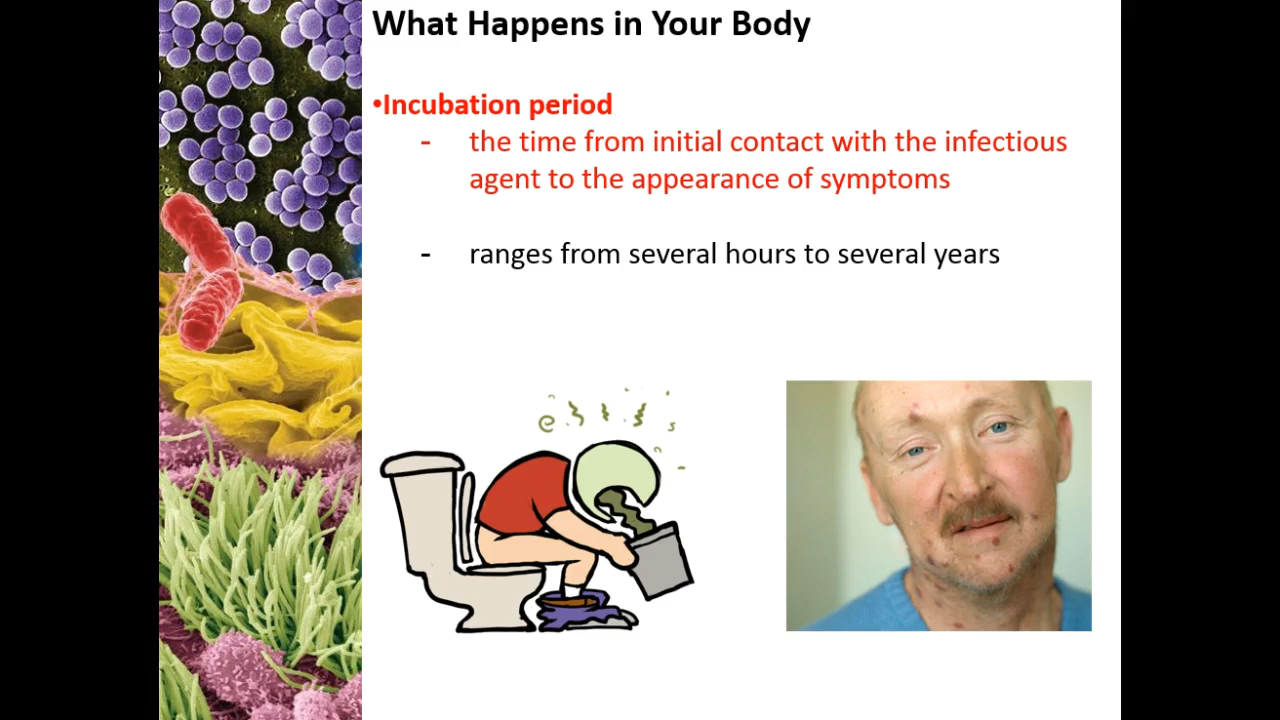 What Happens in Your Body
•Incubation period
- the time from initial contact with the infectious
agent to the appearance of symptoms
- ranges from several hours to several years